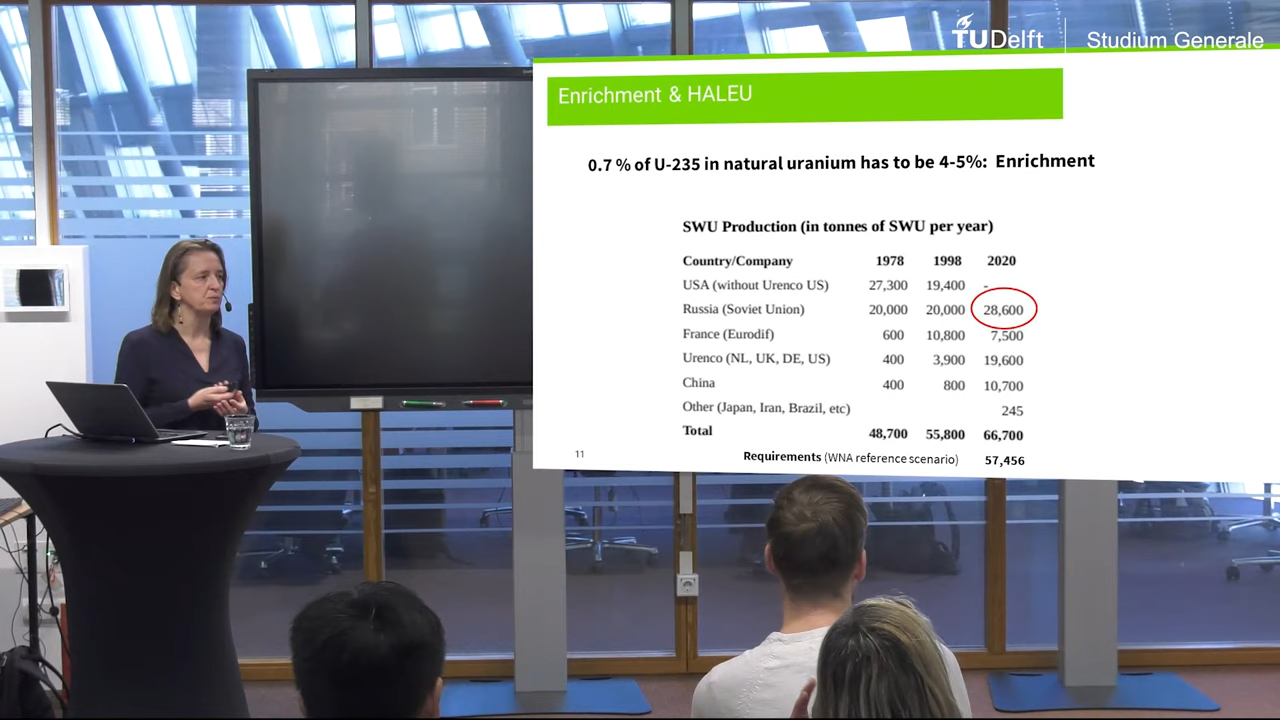 TUDelft Studium Generale
Enrichment & HALEU
0.7 % of U-235 in natural uranium has to be 4-5%: Enrichment
SWU Production (in tonnes of SWU per year)
Country/Company 1978 1998 2020
USA (without Urenco US) 27,300 19,400 -
Russia (Soviet Union) 20,000 20,000 28,600
France (Eurodif) 600 10,800 7,500
Urenco (NL, UK, DE, US) 400 3,900 19,600
China 400 800 10,700
Other (Japan, Iran, Brazil, etc) 245
Total 48,700 55,800 66,700
11 Requirements (WNA reference scenario) 57,456